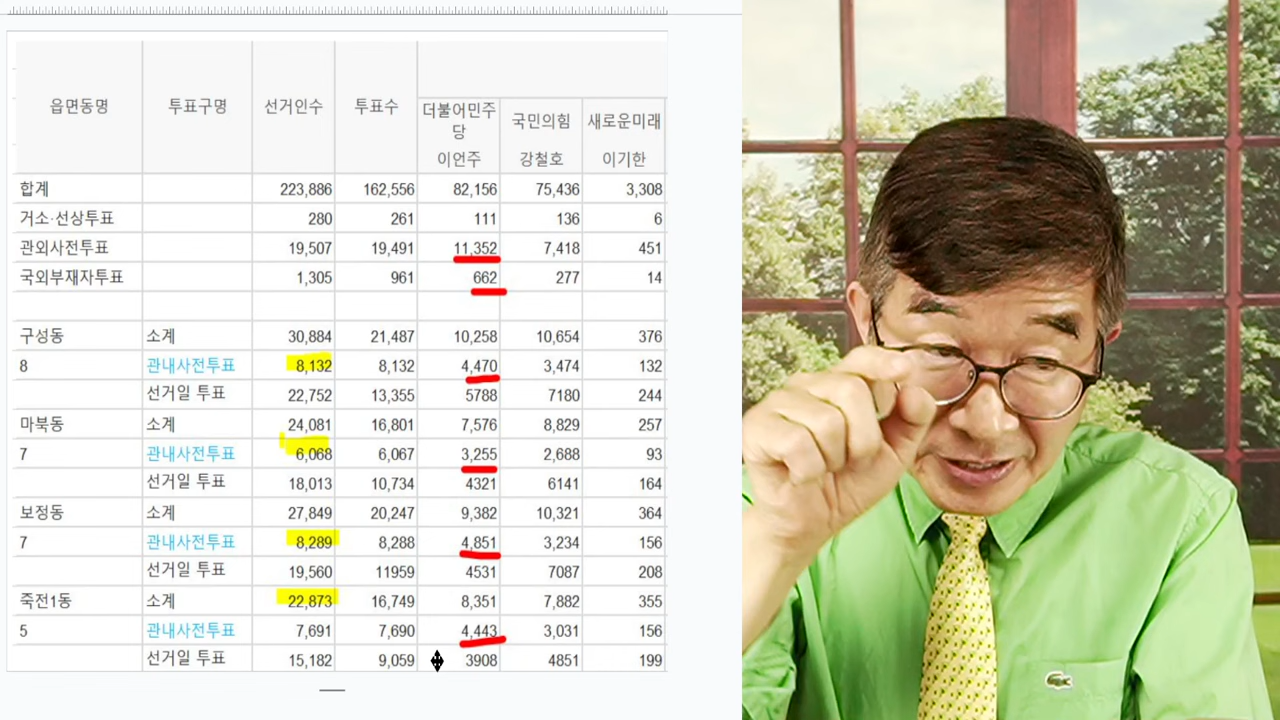 읍면동명 투표구명 선거인수 투표수 더불어민주당 이언주 국민의힘 강철호 새로운미래 이기한
합계 223,886 162,556 82,156 75,436 3,308
거소·선상투표 280 261 111 136 6
관외사전투표 19,507 19,491 11,352 7,418 451
국외부재자투표 1,305 961 662 277 14
구성동 소계 30,884 21,487 10,258 10,654 376
8 관내사전투표 8,132 8,132 4,470 3,474 132
선거일 투표 22,752 13,355 5788 7180 244
마북동 소계 24,081 16,801 7,576 8,829 257
7 관내사전투표 6,068 6,067 3,255 2,688 93
선거일 투표 18,013 10,734 4321 6141 164
보정동 소계 27,849 20,247 9,382 10,321 364
7 관내사전투표 8,289 8,288 4,851 3,234 156
선거일 투표 19,560 11959 4531 7087 208
죽전1동 소계 22,873 16,749 8,351 7,882 355
5 관내사전투표 7,691 7,690 4,443 3,031 156
선거일 투표 15,182 9,059 3908 4851 199